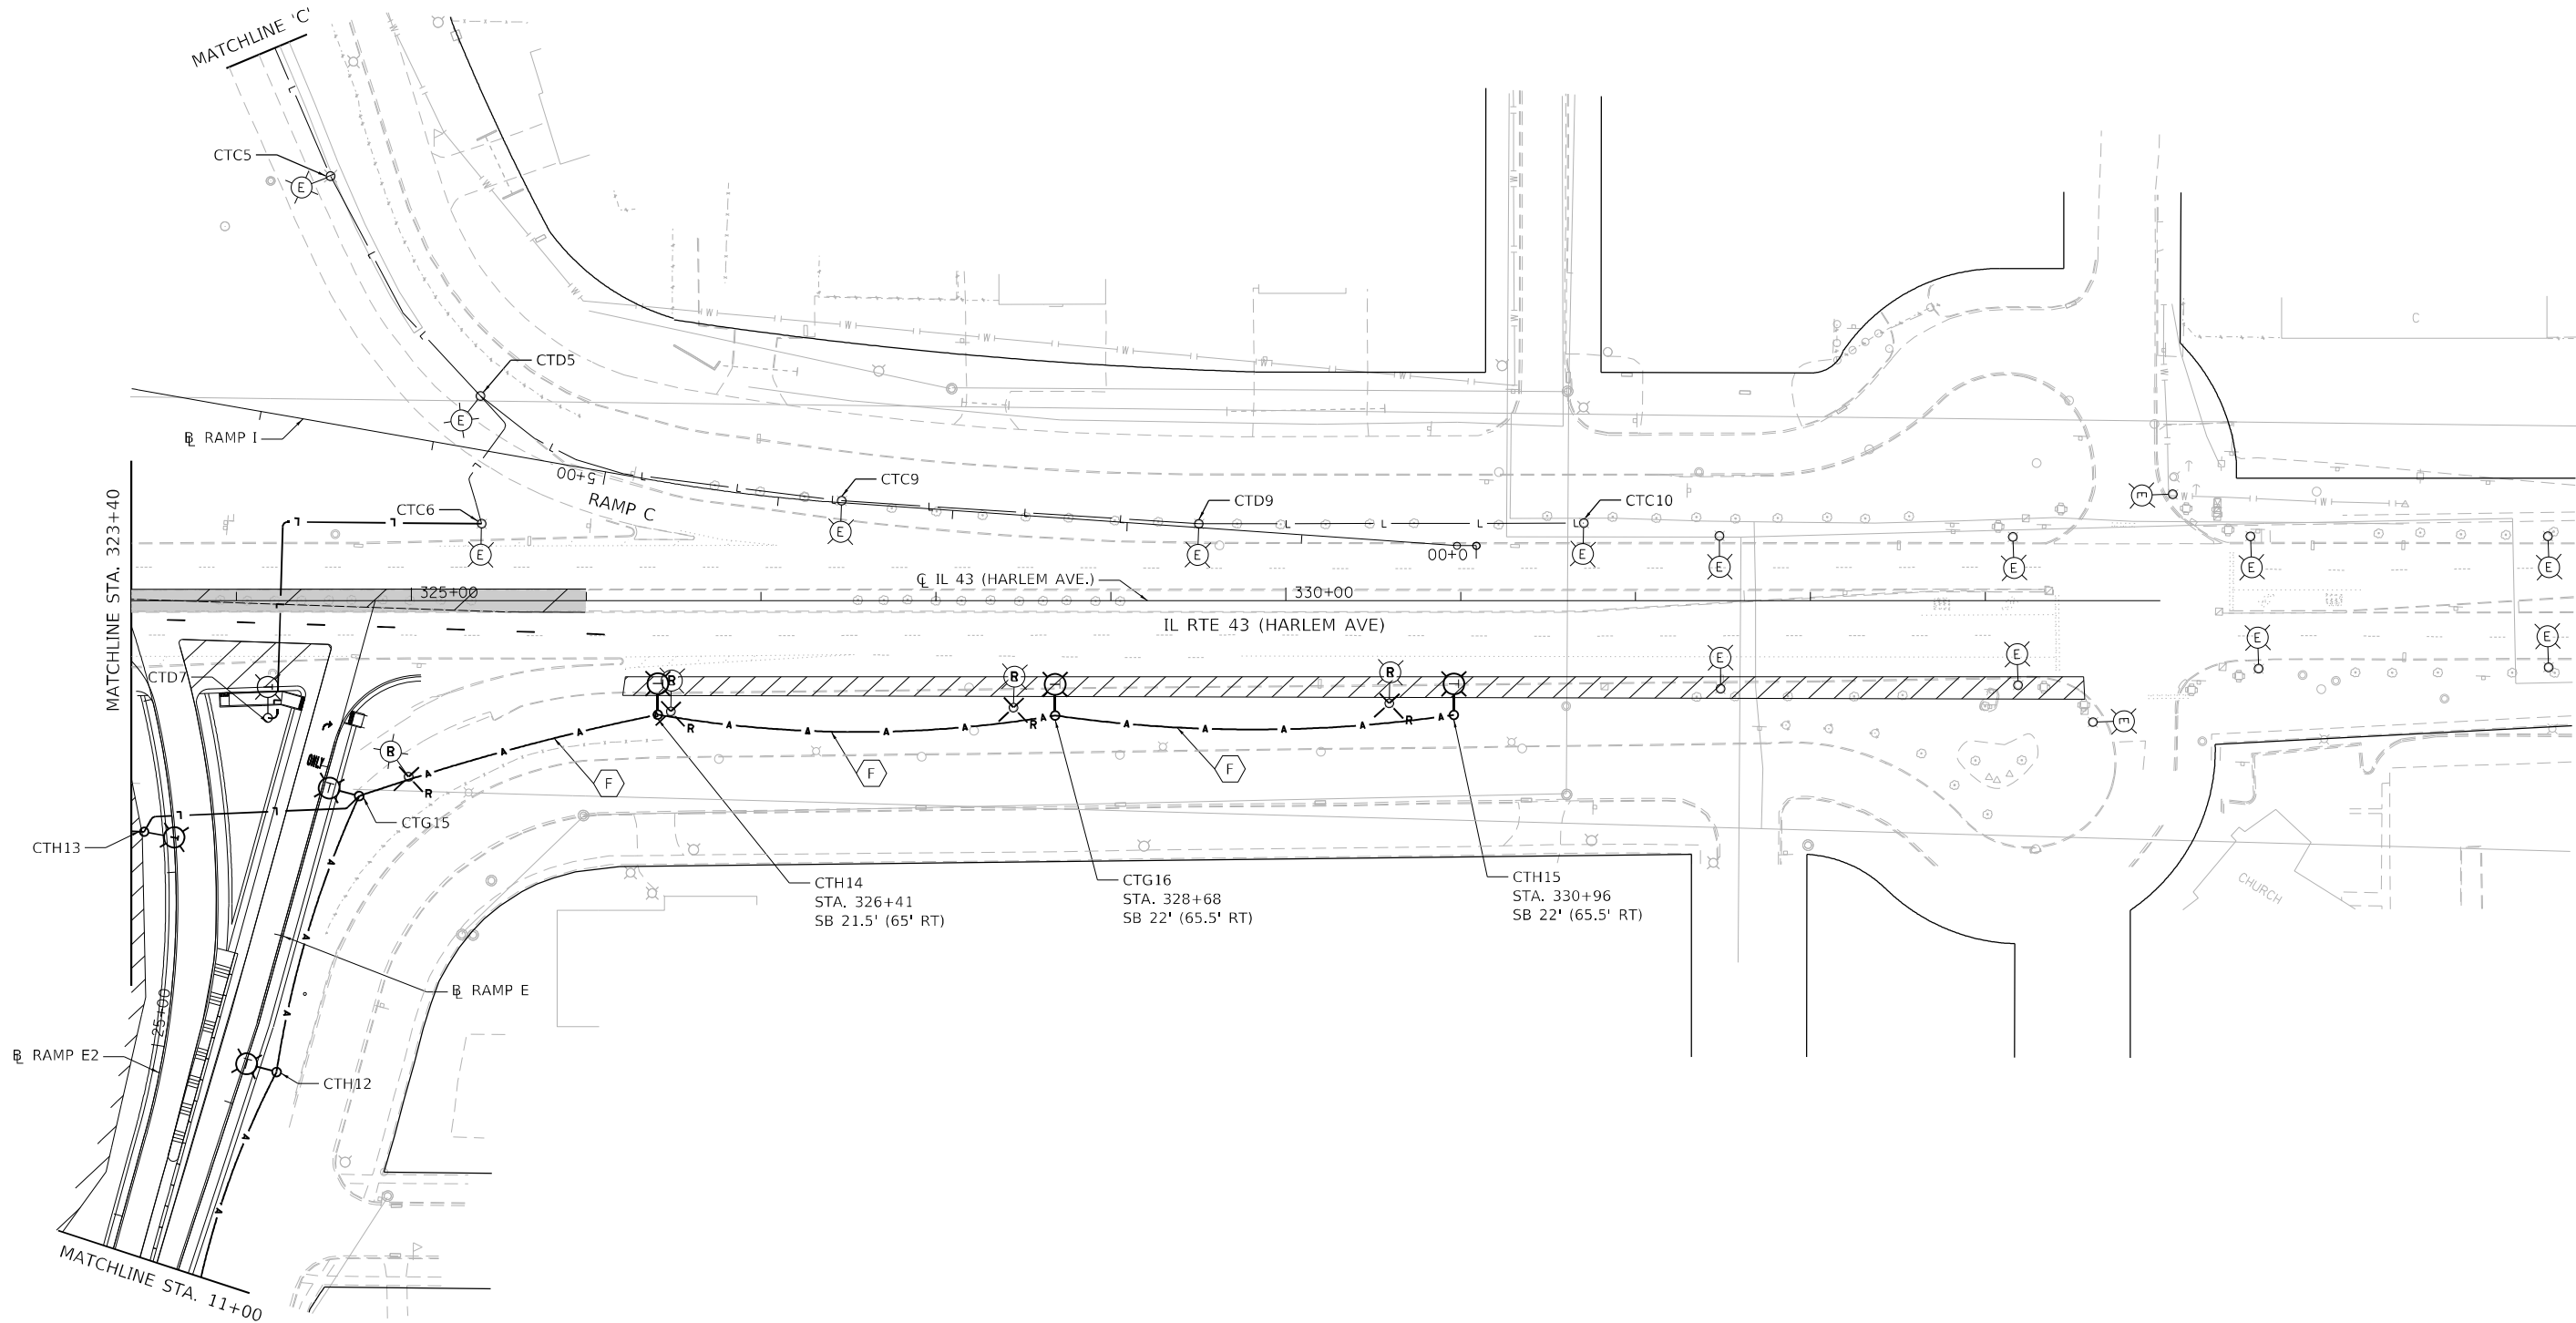 MATCHLINE 'C'
CTC5
CTD5
℄ RAMP I
15+00
RAMP C
CTC9
CTD9
CTC10
CTC6
0+00
MATCHLINE STA. 323+40
325+00
℄ IL 43 (HARLEM AVE.)
330+00
IL RTE 43 (HARLEM AVE)
CTD7
ONLY
F
F
F
CTG15
CTH13
CTH14
STA. 326+41
SB 21.5' (65' RT)
CTG16
STA. 328+68
SB 22' (65.5' RT)
CTH15
STA. 330+96
SB 22' (65.5' RT)
CHURCH
C
25+00
B̵L RAMP E
B̵L RAMP E2
CTH12
MATCHLINE STA. 11+00